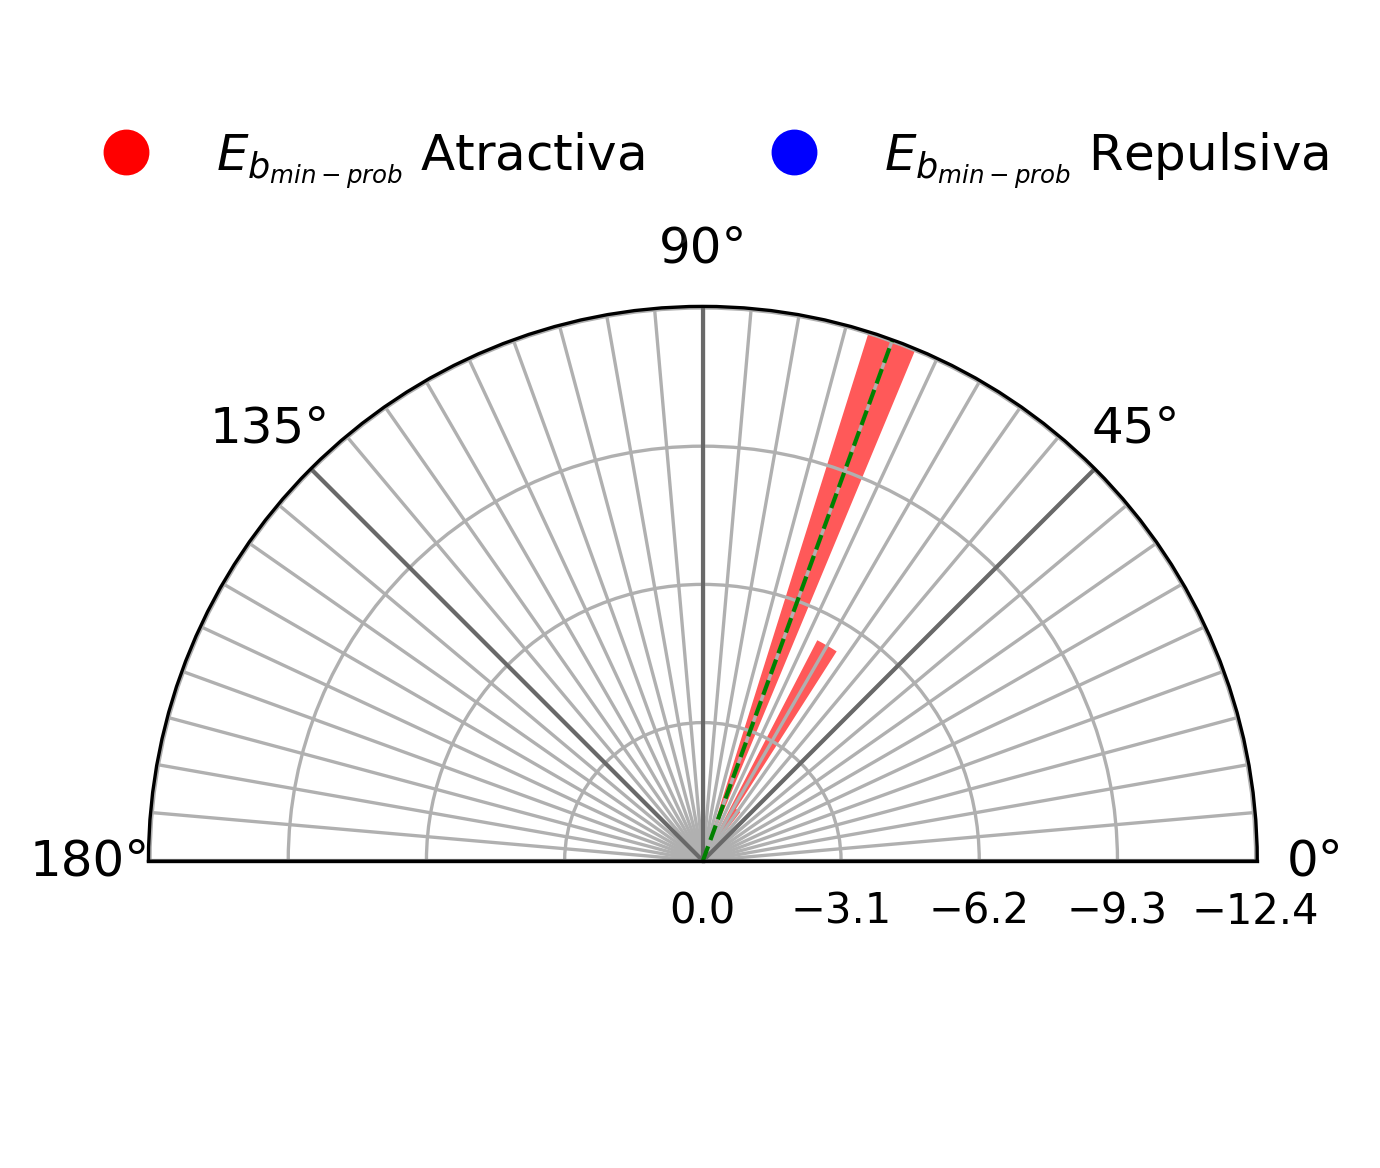 E_{b_{min-prob}} Atractiva E_{b_{min-prob}} Repulsiva
90°
135° 45°
180° 0°
0.0 −3.1 −6.2 −9.3 −12.4